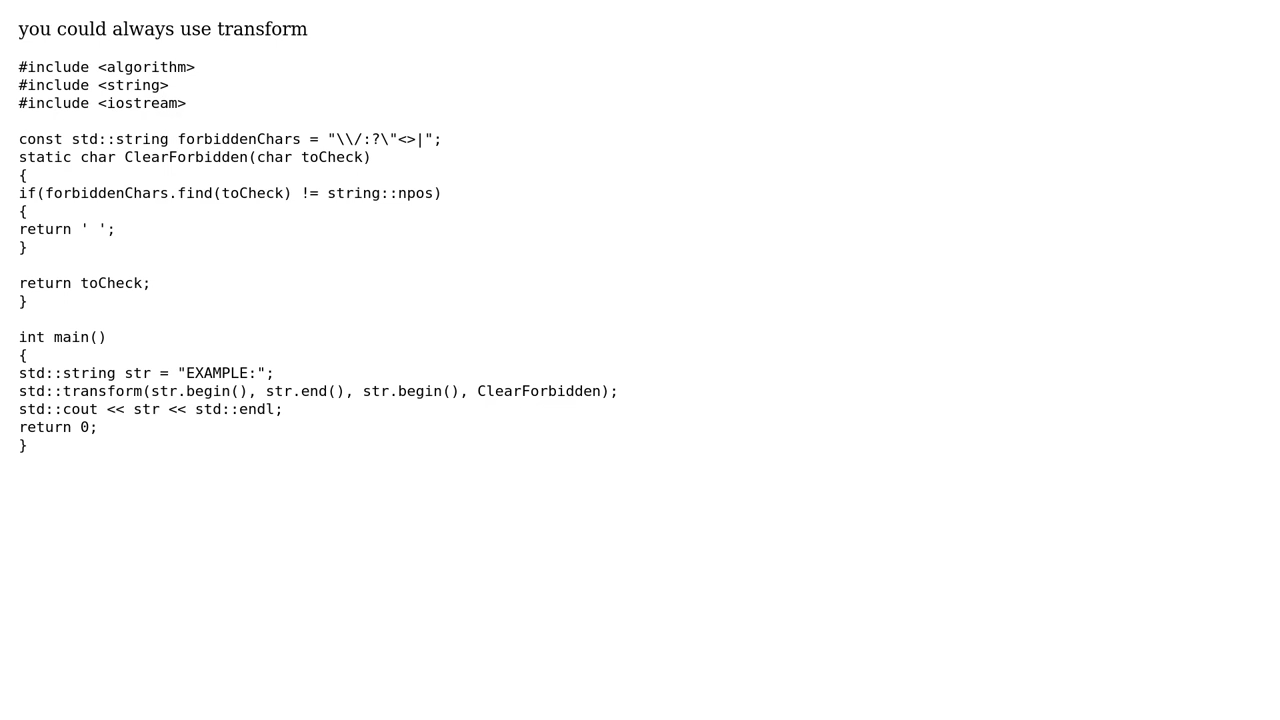 you could always use transform
#include <algorithm>
#include <string>
#include <iostream>
const std::string forbiddenChars = "\\/:?\"<>|";
static char ClearForbidden(char toCheck)
{
if(forbiddenChars.find(toCheck) != string::npos)
{
return ' ';
}
return toCheck;
}
int main()
{
std::string str = "EXAMPLE:";
std::transform(str.begin(), str.end(), str.begin(), ClearForbidden);
std::cout << str << std::endl;
return 0;
}